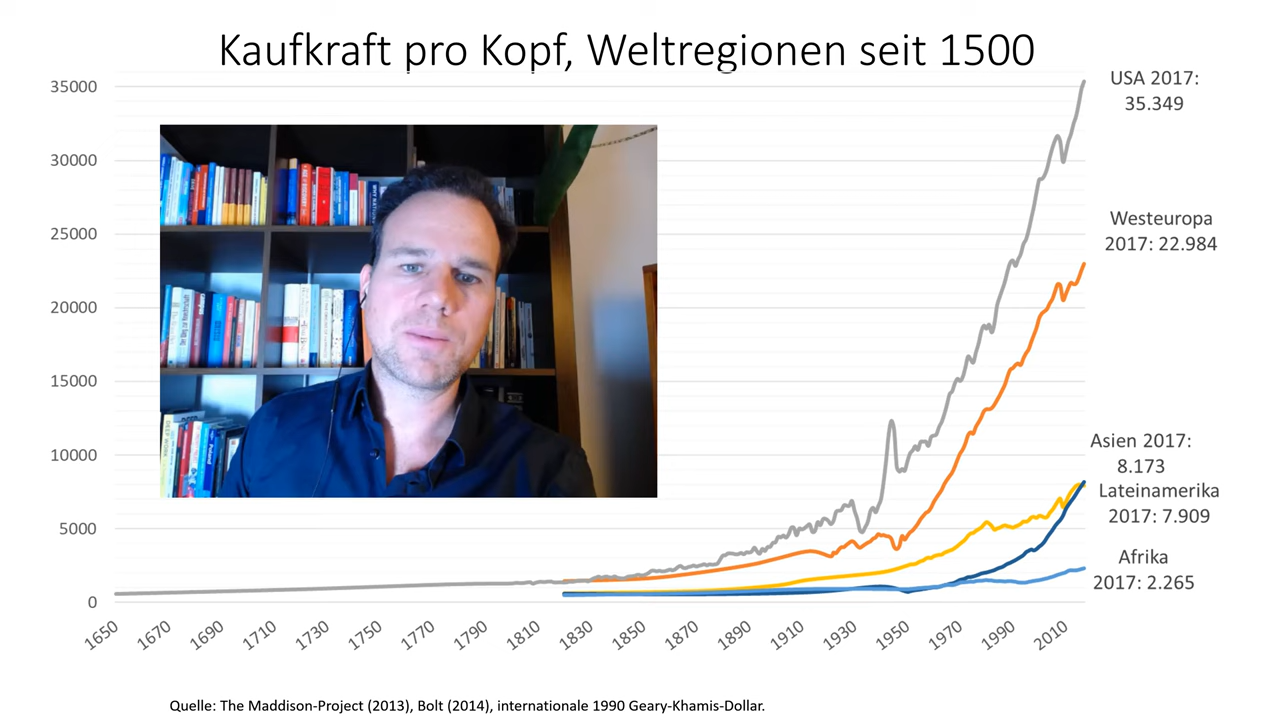 Kaufkraft pro Kopf, Weltregionen seit 1500
35000
30000
25000
20000
15000
10000
5000
0
1650 1670 1690 1710 1730 1750 1770 1790 1810 1830 1850 1870 1890 1910 1930 1950 1970 1990 2010
USA 2017:
35.349
Westeuropa
2017: 22.984
Asien 2017:
8.173
Lateinamerika
2017: 7.909
Afrika
2017: 2.265
Quelle: The Maddison-Project (2013), Bolt (2014), internationale 1990 Geary-Khamis-Dollar.